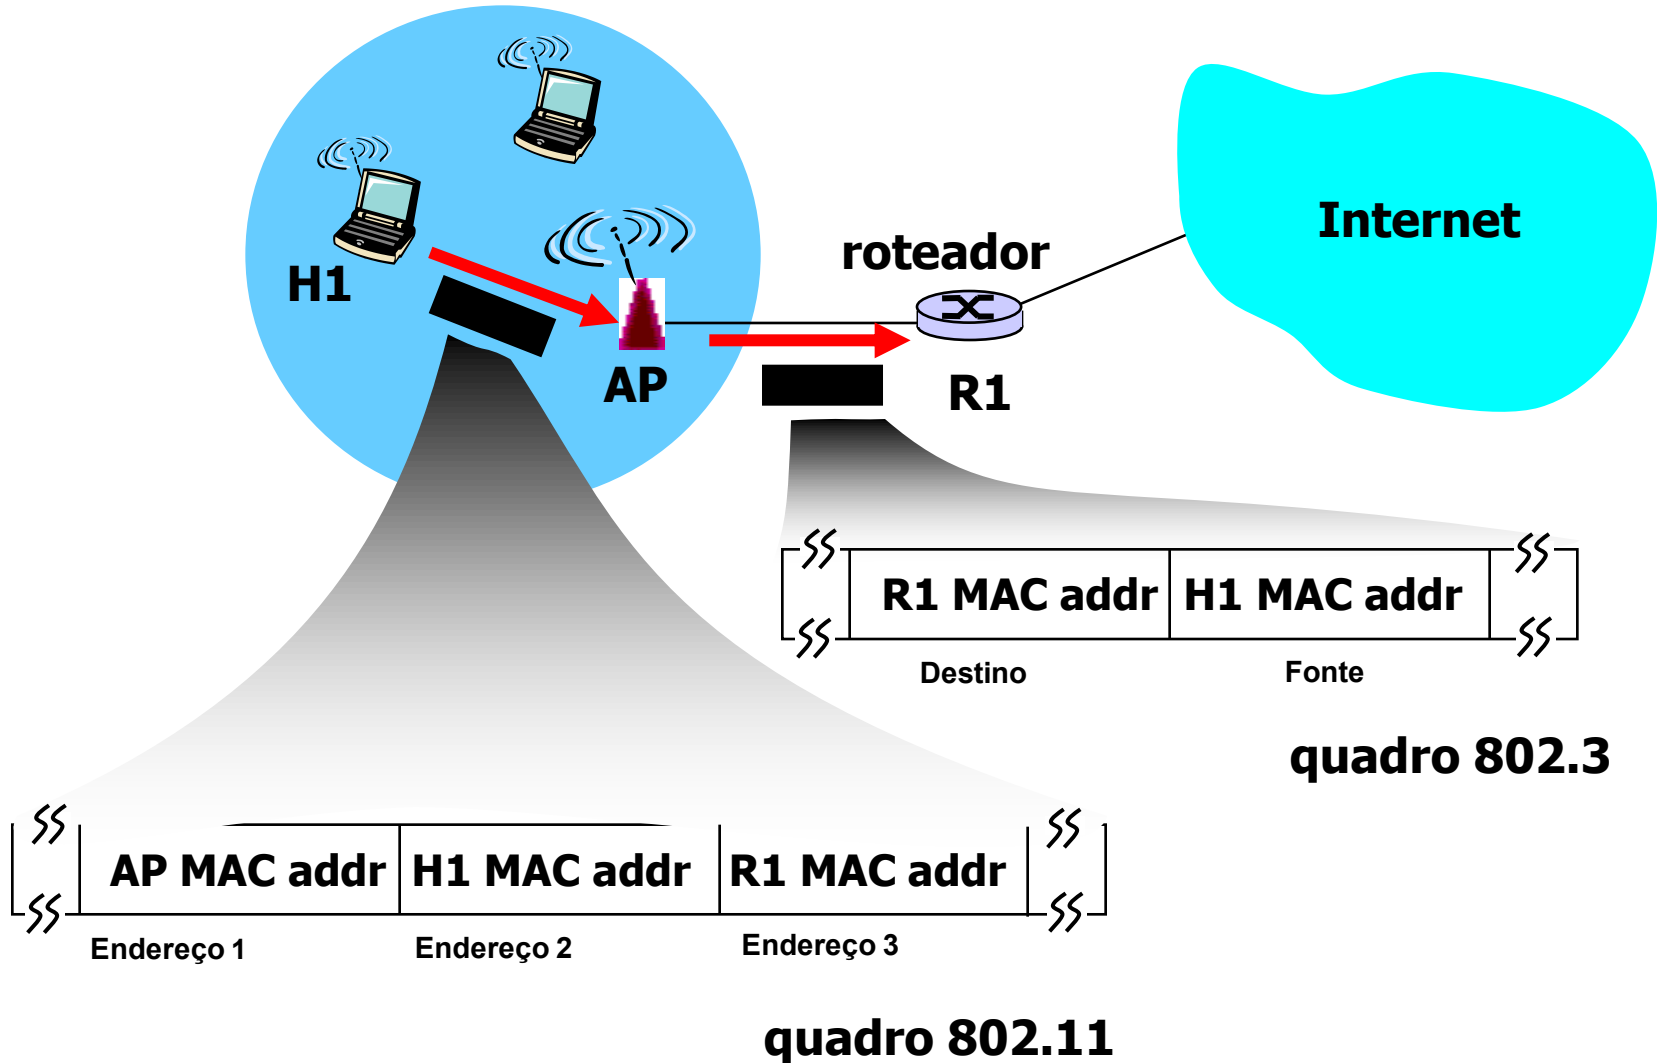 Internet
roteador
H1
AP
R1
R1 MAC addr H1 MAC addr
Destino Fonte
quadro 802.3
AP MAC addr H1 MAC addr R1 MAC addr
Endereço 1 Endereço 2 Endereço 3
quadro 802.11